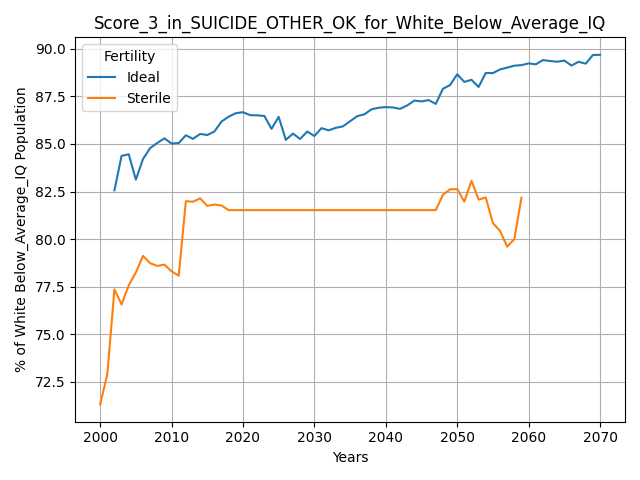 Score_3_in_SUICIDE_OTHER_OK_for_White_Below_Average_IQ
Fertility
Ideal
Sterile
% of White Below_Average_IQ Population
90.0
87.5
85.0
82.5
80.0
77.5
75.0
72.5
2000 2010 2020 2030 2040 2050 2060 2070
Years